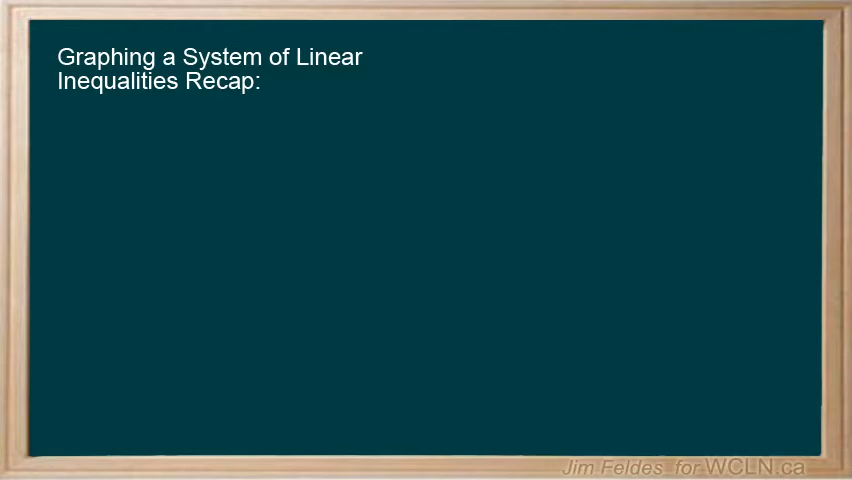 Graphing a System of Linear
Inequalities Recap:
Jim Feldes for WCLN.ca